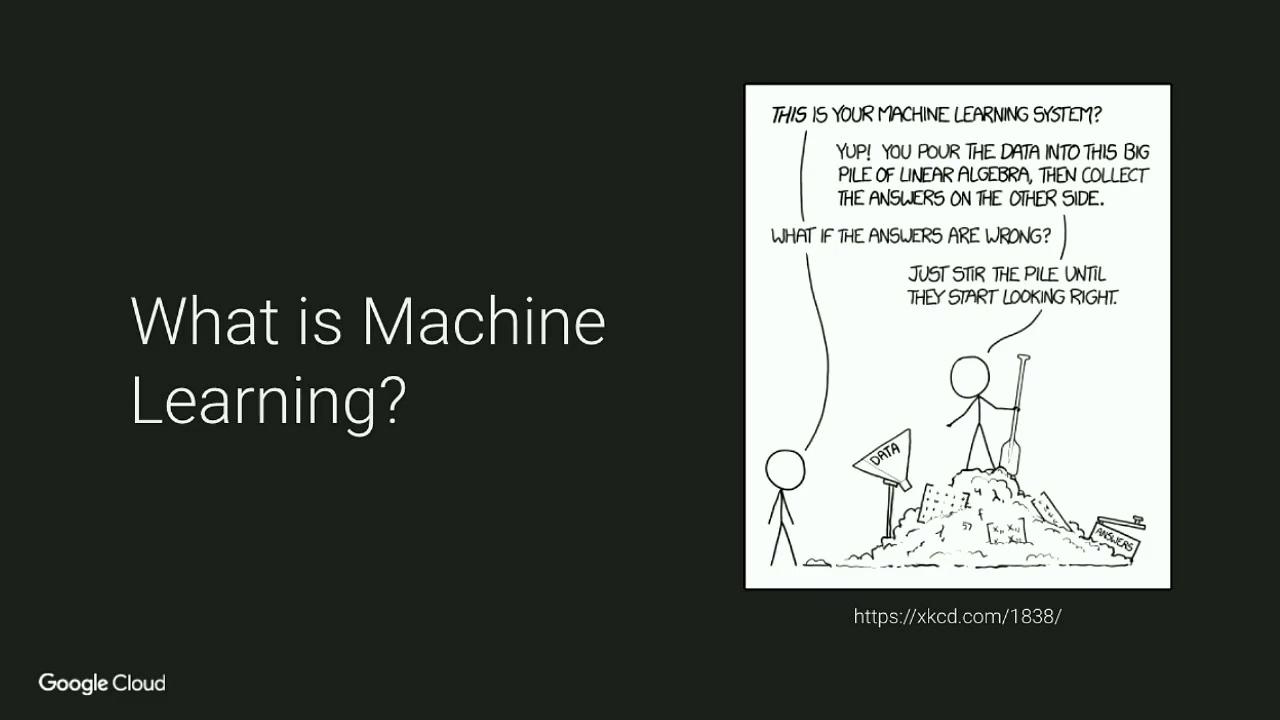 What is Machine
Learning?
THIS IS YOUR MACHINE LEARNING SYSTEM?
YUP! YOU POUR THE DATA INTO THIS BIG
PILE OF LINEAR ALGEBRA, THEN COLLECT
THE ANSWERS ON THE OTHER SIDE.
WHAT IF THE ANSWERS ARE WRONG?
JUST STIR THE PILE UNTIL
THEY START LOOKING RIGHT.
DATA
ANSWERS
https://xkcd.com/1838/
Google Cloud